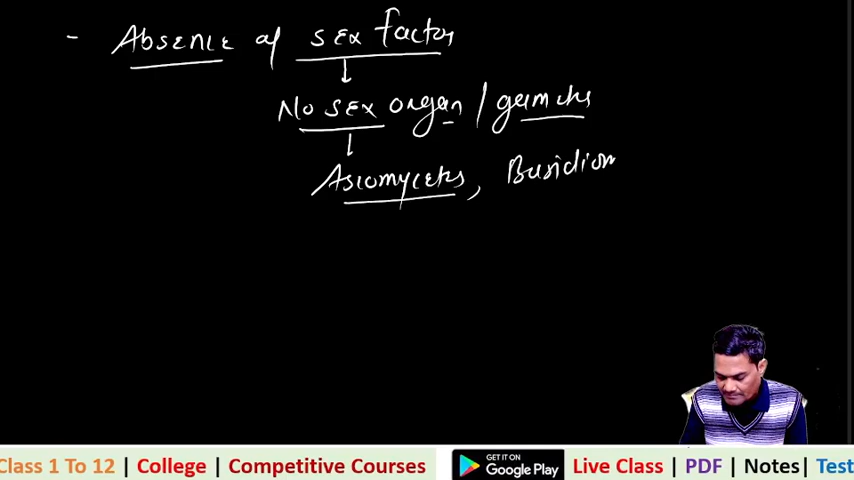 - Absence of sex factor
No sex organ / gametes
Ascomycetes, Basidiom
Class 1 To 12 | College | Competitive Courses GET IT ON Google Play Live Class | PDF | Notes| Test